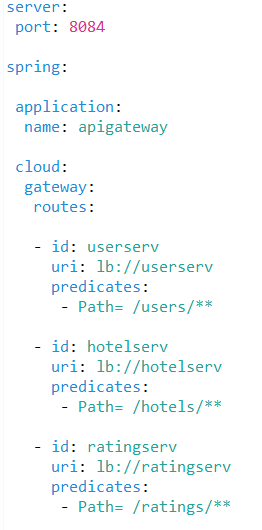 server:
 port: 8084
spring:
 application:
  name: apigateway
 cloud:
  gateway:
   routes:
   - id: userserv
     uri: lb://userserv
     predicates:
      - Path= /users/**
   - id: hotelserv
     uri: lb://hotelserv
     predicates:
      - Path= /hotels/**
   - id: ratingserv
     uri: lb://ratingserv
     predicates:
      - Path= /ratings/**